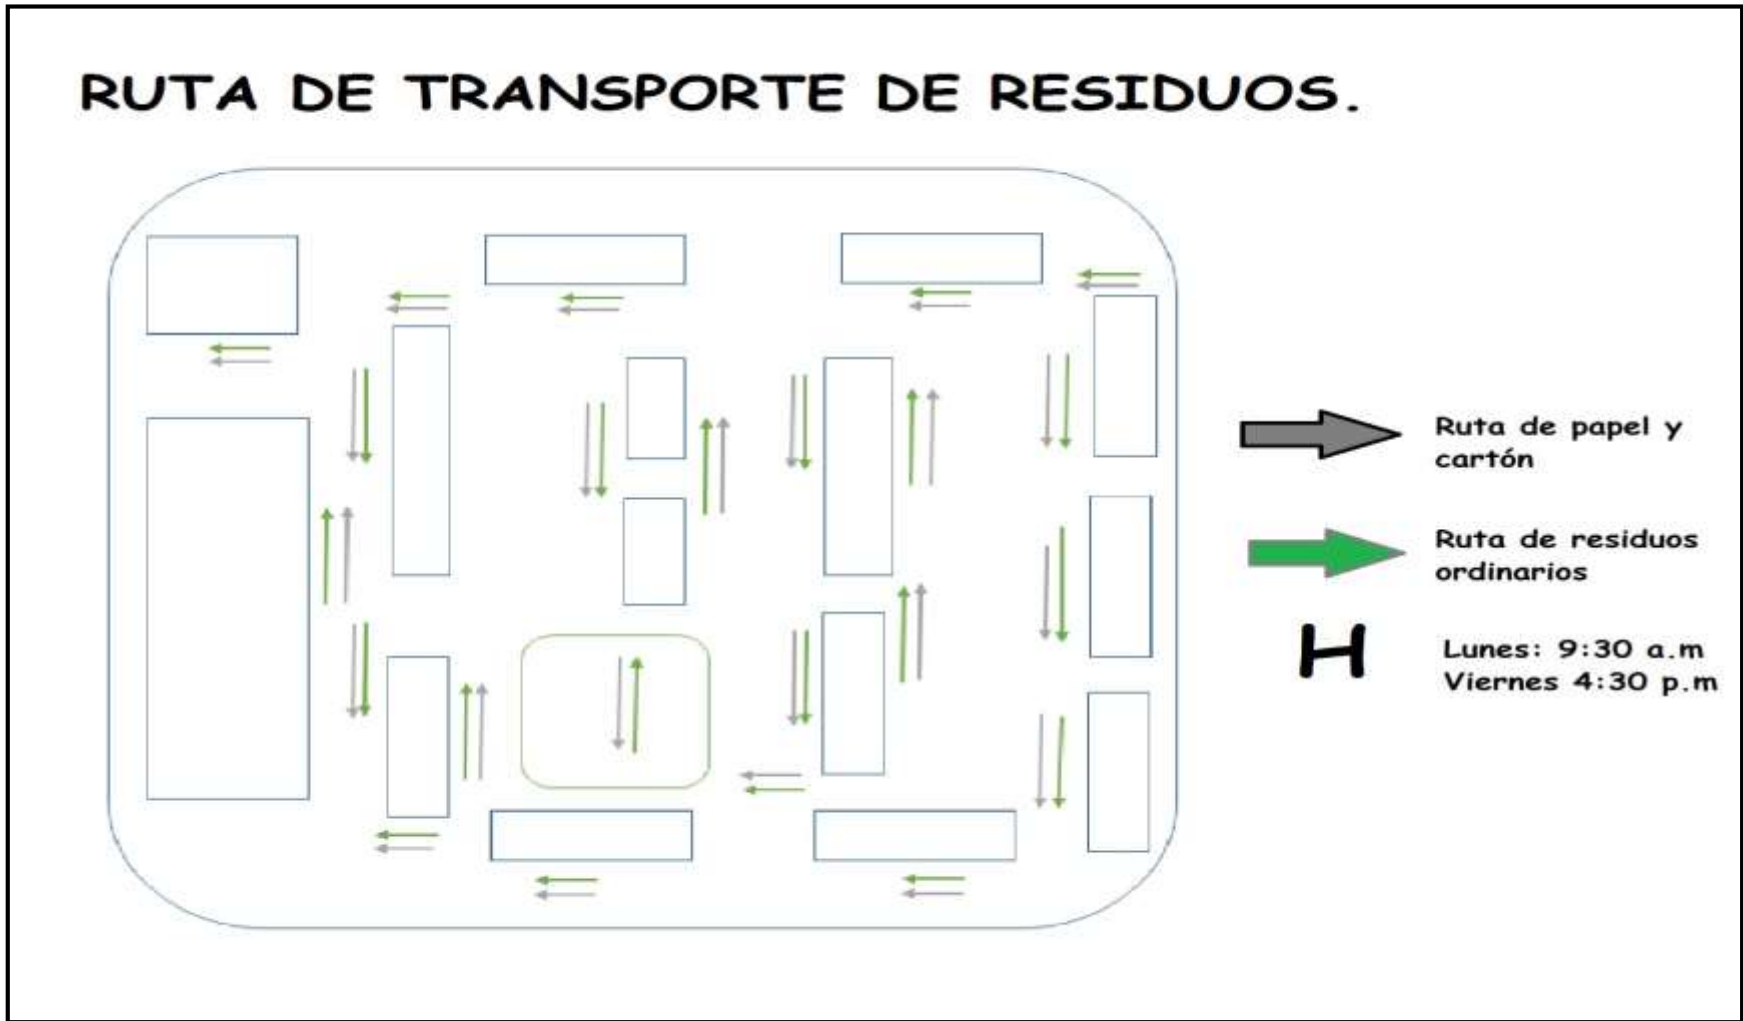 RUTA DE TRANSPORTE DE RESIDUOS.
Ruta de papel y
cartón
Ruta de residuos
ordinarios
H
Lunes: 9:30 a.m
Viernes 4:30 p.m